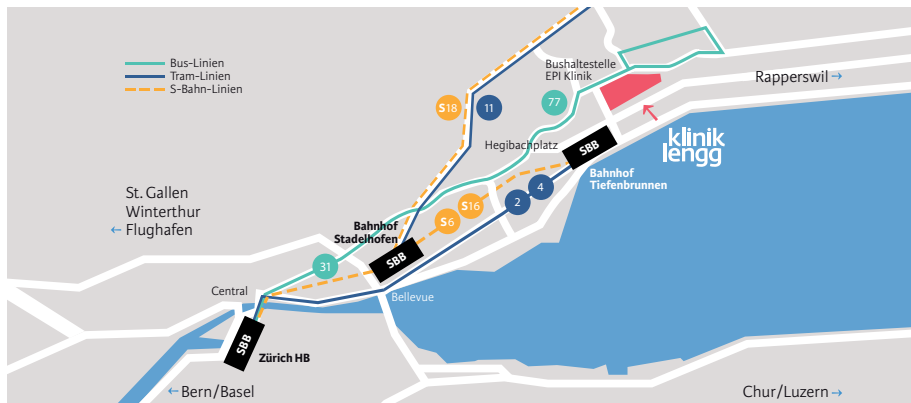 Bus-Linien
Tram-Linien
S-Bahn-Linien
Bushaltestelle
EPI Klinik
Rapperswil →
77
S18
11
Hegibachplatz
SBB
klinik
lengg
Bahnhof
Tiefenbrunnen
4
2
S16
S6
St. Gallen
Winterthur
← Flughafen
Bahnhof
Stadelhofen
SBB
31
Central
Bellevue
SBB
Zürich HB
← Bern/Basel
Chur/Luzern →